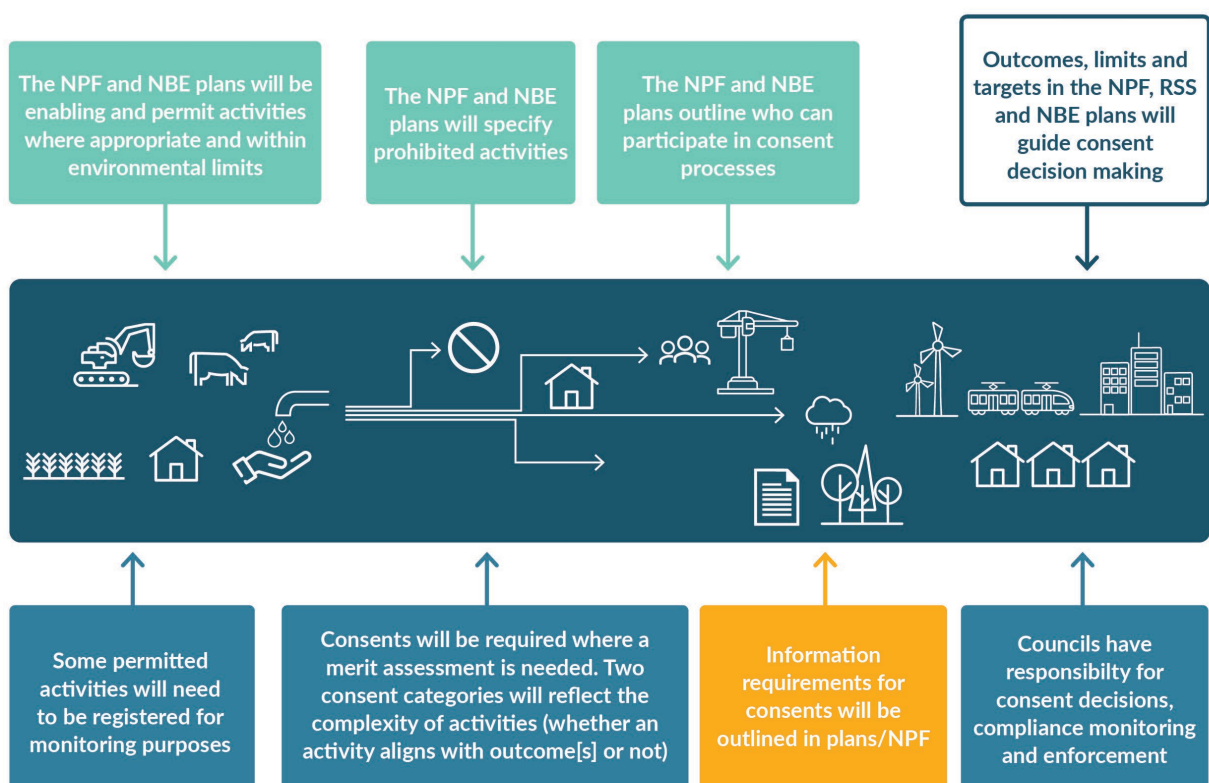 The NPF and NBE plans will be
enabling and permit activities
where appropriate and within
environmental limits
The NPF and NBE
plans will specify
prohibited activities
The NPF and NBE
plans outline who can
participate in consent
processes
Outcomes, limits and
targets in the NPF, RSS
and NBE plans will
guide consent
decision making
Some permitted
activities will need
to be registered for
monitoring purposes
Consents will be required where a
merit assessment is needed. Two
consent categories will reflect the
complexity of activities (whether an
activity aligns with outcome[s] or not)
Information
requirements for
consents will be
outlined in plans/NPF
Councils have
responsibilty for
consent decisions,
compliance monitoring
and enforcement